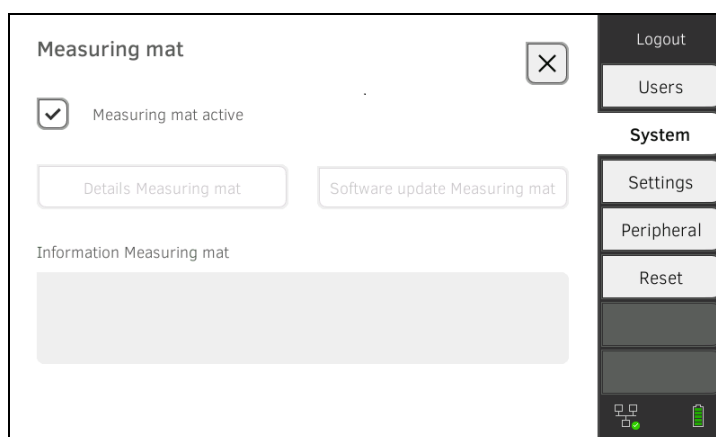 Measuring mat
Measuring mat active
Details Measuring mat
Software update Measuring mat
Information Measuring mat
Logout
Users
System
Settings
Peripheral
Reset